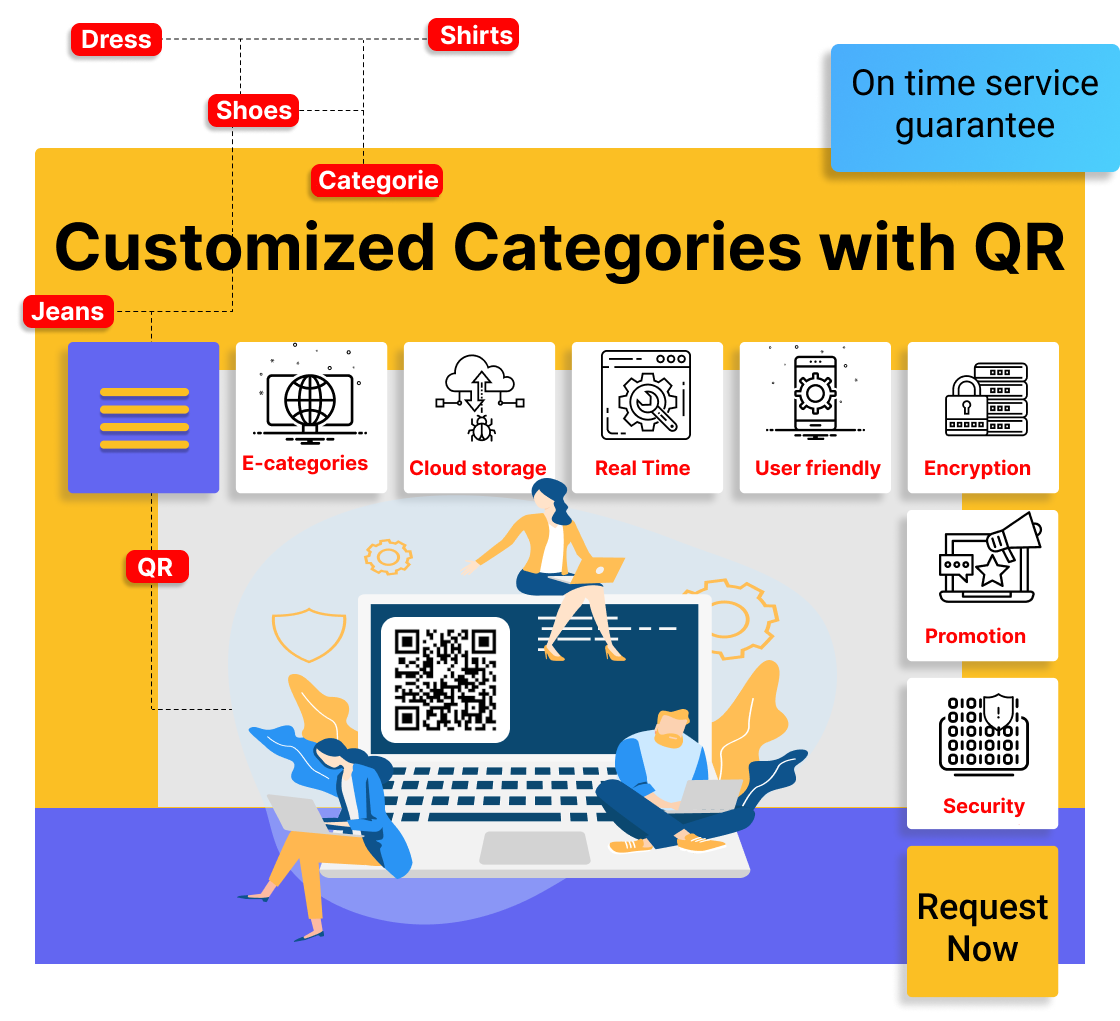 Dress
Shirts
On time service
guarantee
Shoes
Categorie
Customized Categories with QR
Jeans
E-categories
Cloud storage
Real Time
User friendly
Encryption
QR
Promotion
Security
Request
Now